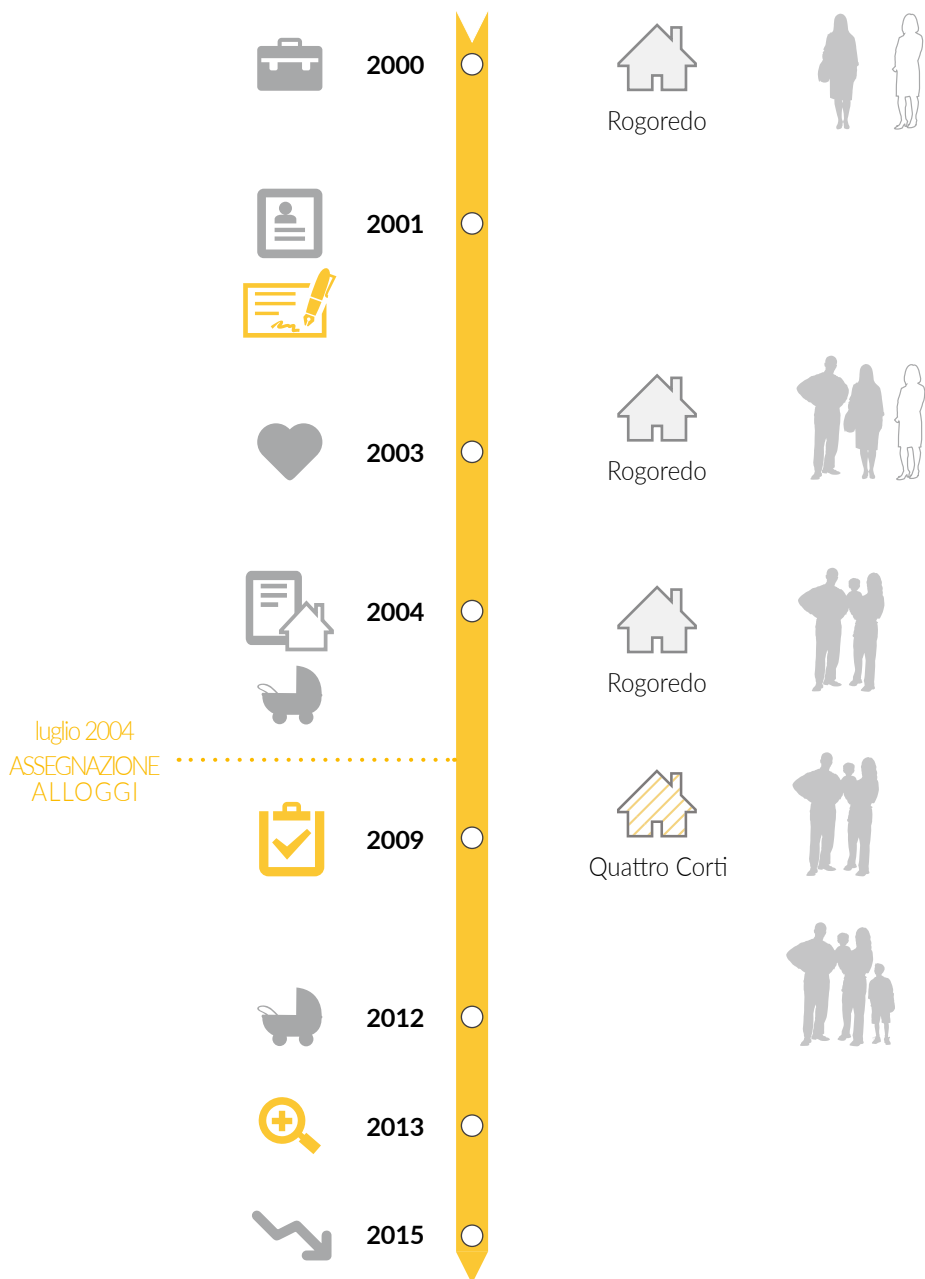 2000
Rogoredo
2001
2003
Rogoredo
2004
Rogoredo
luglio 2004
ASSEGNAZIONE
ALLOGGI
2009
Quattro Corti
2012
2013
2015